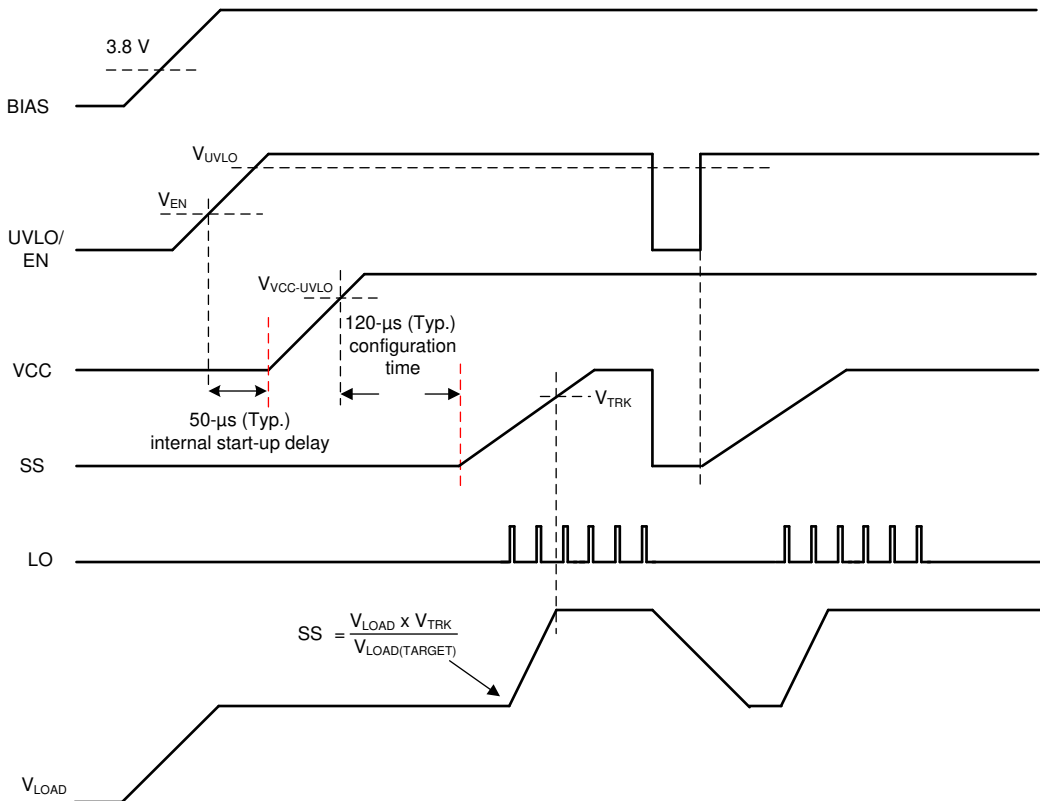 3.8 V
BIAS
VUVLO
VEN
UVLO/
EN
VVCC-UVLO
120-µs (Typ.)
configuration
time
VCC
VTRK
50-µs (Typ.)
internal start-up delay
SS
LO
SS = VLOAD x VTRK
VLOAD(TARGET)
VLOAD